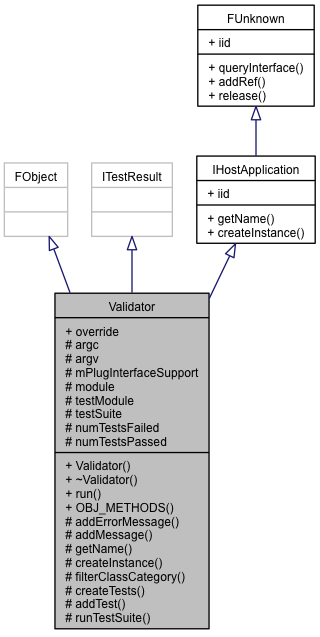 FUnknown
+ iid
+ queryInterface()
+ addRef()
+ release()
FObject
ITestResult
IHostApplication
+ iid
+ getName()
+ createInstance()
Validator
+ override
# argc
# argv
# mPlugInterfaceSupport
# module
# testModule
# testSuite
# numTestsFailed
# numTestsPassed
+ Validator()
+ ~Validator()
+ run()
+ OBJ_METHODS()
# addErrorMessage()
# addMessage()
# getName()
# createInstance()
# filterClassCategory()
# createTests()
# addTest()
# runTestSuite()